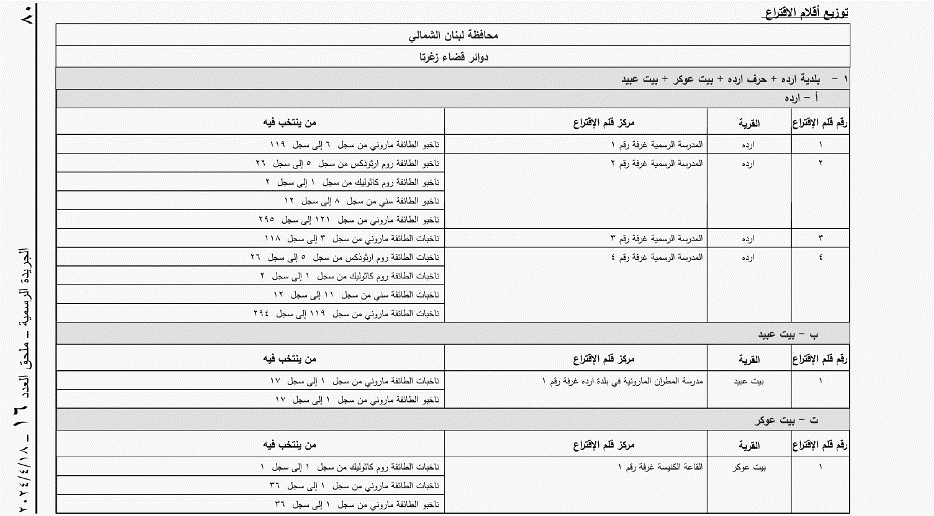 ٨٠
الجريدة الرسمية – ملحق العدد ١٦ – ٢٠٢٤/٤/١٨
توزيع أقلام الإقتراع
محافظة لبنان الشمالي
دوائر قضاء زغرتا
١ - بلدية ارده + حرف ارده + بيت عوكر + بيت عبيد
أ - ارده
رقم قلم الإقتراع القرية مركز قلم الإقتراع من ينتخب فيه
١ ارده المدرسة الرسمية غرفة رقم ١ ناخبو الطائفة ماروني من سجل ٦ إلى سجل ١١٩
٢ ارده المدرسة الرسمية غرفة رقم ٢ ناخبو الطائفة روم ارثوذكس من سجل ٥ إلى سجل ٢٦
ناخبو الطائفة روم كاثوليك من سجل ١ إلى سجل ٢
ناخبو الطائفة سني من سجل ٨ إلى سجل ١٢
ناخبو الطائفة ماروني من سجل ١٢١ إلى سجل ٢٩٥
٣ ارده المدرسة الرسمية غرفة رقم ٣ ناخبات الطائفة ماروني من سجل ٣ إلى سجل ١١٨
٤ ارده المدرسة الرسمية غرفة رقم ٤ ناخبات الطائفة روم ارثوذكس من سجل ٥ إلى سجل ٢٦
ناخبات الطائفة روم كاثوليك من سجل ١ إلى سجل ٢
ناخبات الطائفة سني من سجل ١١ إلى سجل ١٢
ناخبات الطائفة ماروني من سجل ١١٩ إلى سجل ٢٩٤
ب - بيت عبيد
رقم قلم الإقتراع القرية مركز قلم الإقتراع من ينتخب فيه
١ بيت عبيد مدرسة المطران المارونية في بلدة ارده غرفة رقم ١ ناخبات الطائفة ماروني من سجل ١ إلى سجل ١٧
ناخبو الطائفة ماروني من سجل ١ إلى سجل ١٧
ت - بيت عوكر
رقم قلم الإقتراع القرية مركز قلم الإقتراع من ينتخب فيه
١ بيت عوكر القاعة الكنيسة غرفة رقم ١ ناخبات الطائفة روم كاثوليك من سجل ١ إلى سجل ١
ناخبات الطائفة ماروني من سجل ١ إلى سجل ٣٦
ناخبو الطائفة ماروني من سجل ١ إلى سجل ٣٦